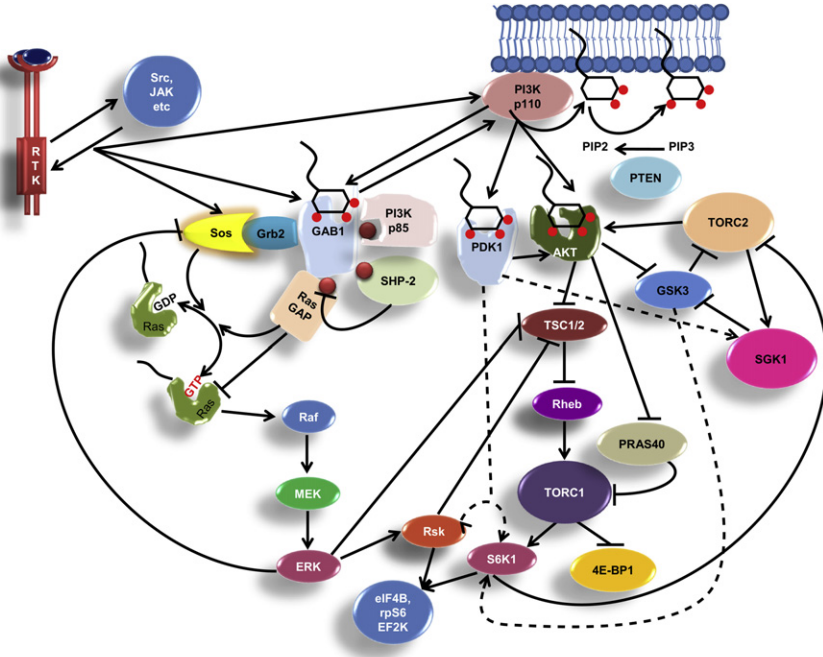 Src,
JAK
etc
PI3K
p110
RTK
PIP2
PIP3
PTEN
GAB1
PI3K
p85
Sos
Grb2
PDK1
AKT
TORC2
SHP-2
GSK3
GDP
Ras
Ras
GAP
TSC1/2
SGK1
GTP
Ras
Raf
Rheb
PRAS40
MEK
TORC1
Rsk
ERK
S6K1
4E-BP1
eIF4B,
rpS6
EF2K